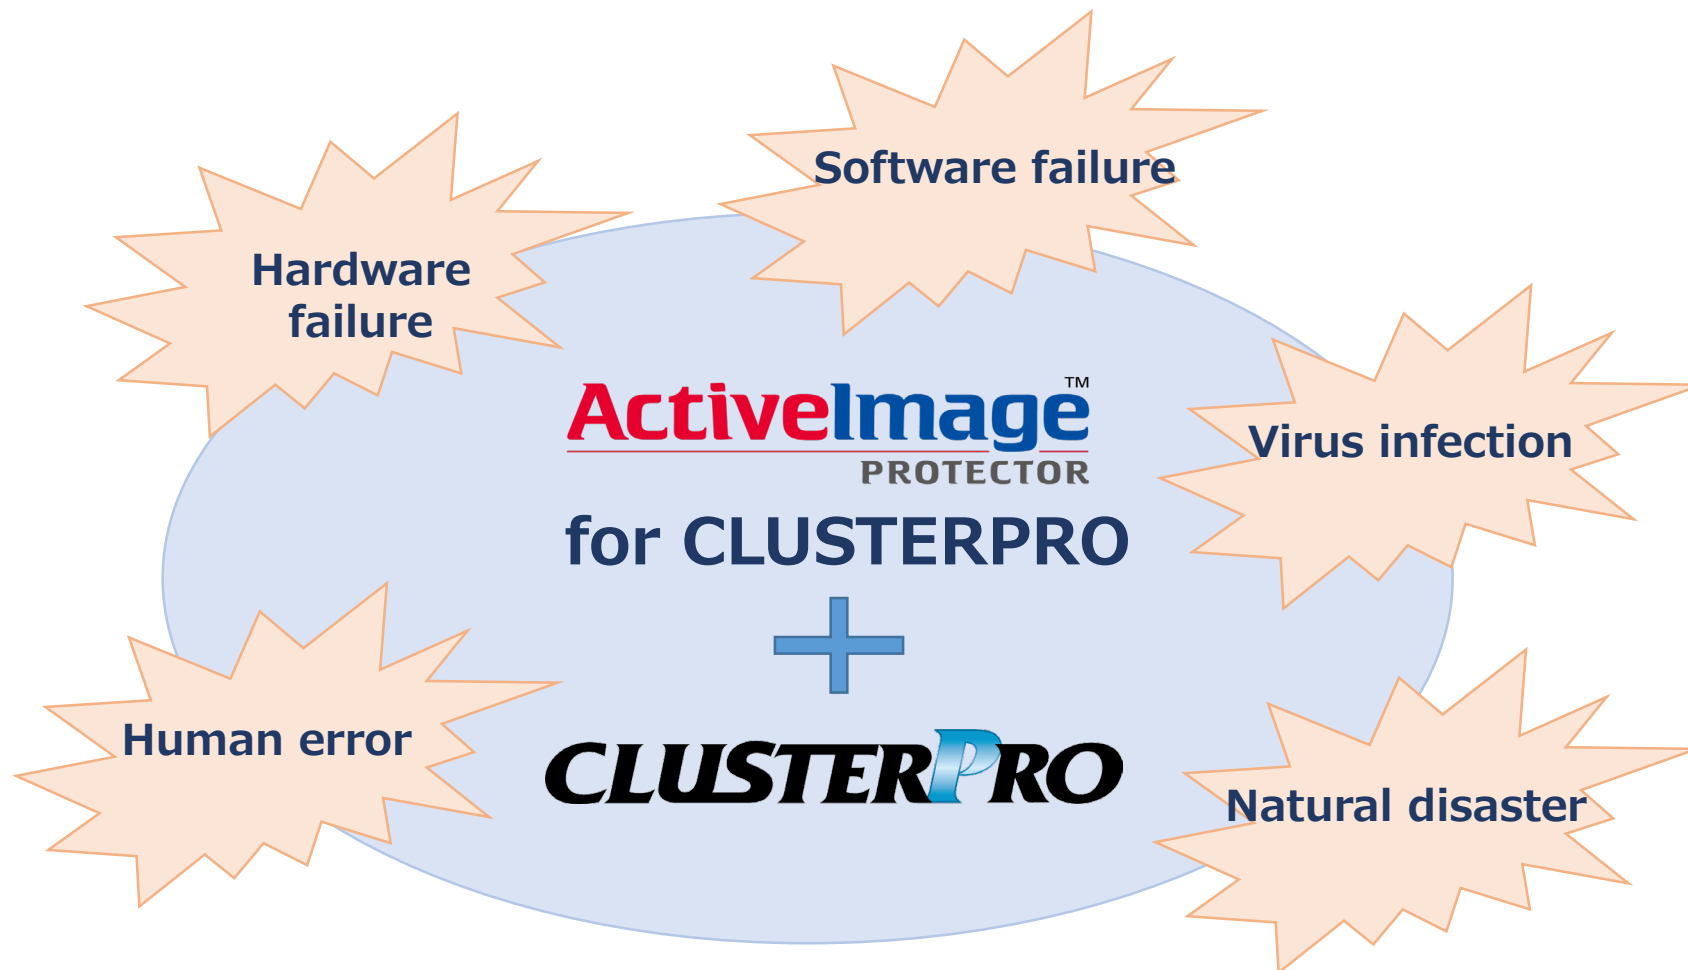 Software failure
Hardware
failure
ActiveImage™
PROTECTOR
for CLUSTERPRO
Virus infection
Human error
CLUSTERPRO
Natural disaster